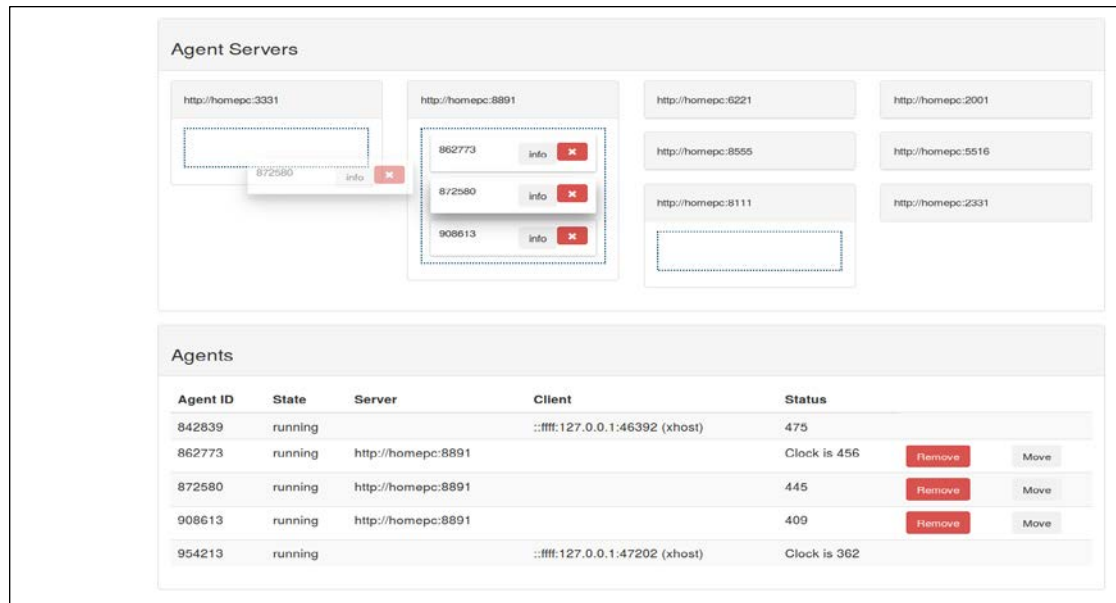 Agent Servers
http://homepc:3331
http://homepc:8891
http://homepc:6221
http://homepc:2001
862773 info ✖
http://homepc:8555
http://homepc:5516
872580 info ✖
872580 info ✖
http://homepc:8111
http://homepc:2331
908613 info ✖
Agents
Agent ID State Server Client Status
842839 running ::ffff:127.0.0.1:46392 (xhost) 475
862773 running http://homepc:8891 Clock is 456 Remove Move
872580 running http://homepc:8891 445 Remove Move
908613 running http://homepc:8891 409 Remove Move
954213 running ::ffff:127.0.0.1:47202 (xhost) Clock is 362